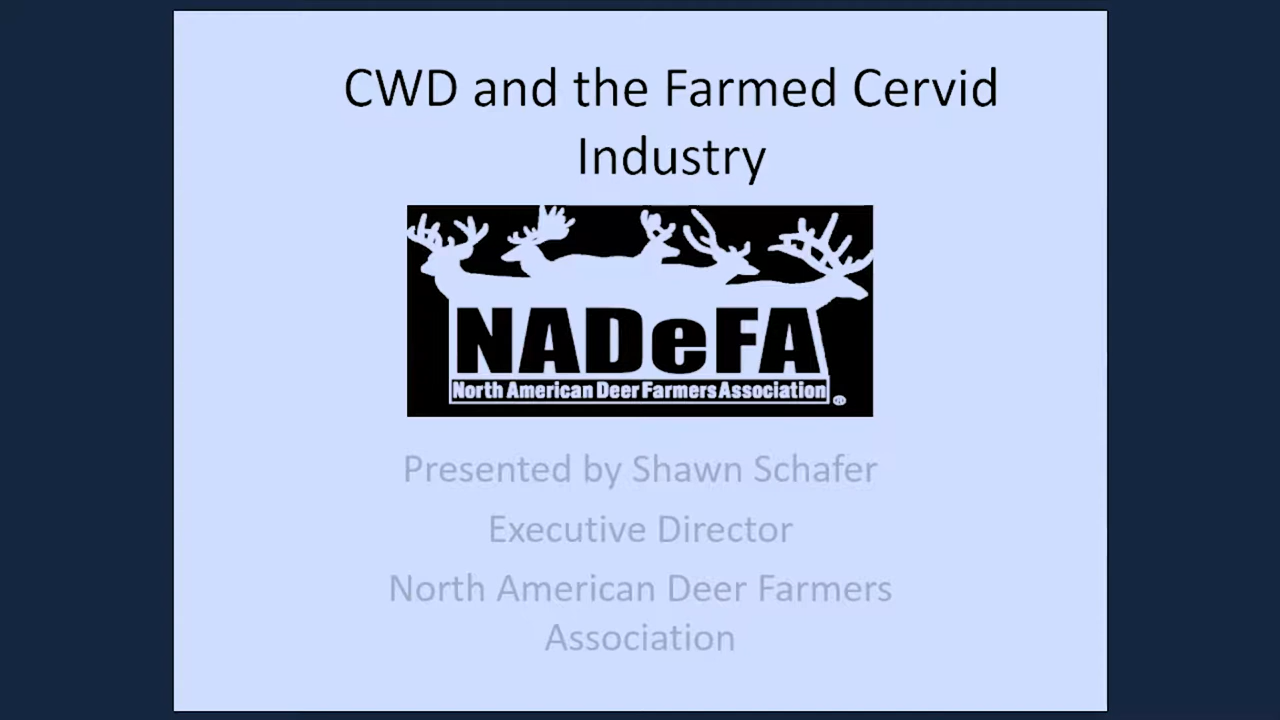 CWD and the Farmed Cervid
Industry
NADeFA
North American Deer Farmers Association
Presented by Shawn Schafer
Executive Director
North American Deer Farmers
Association